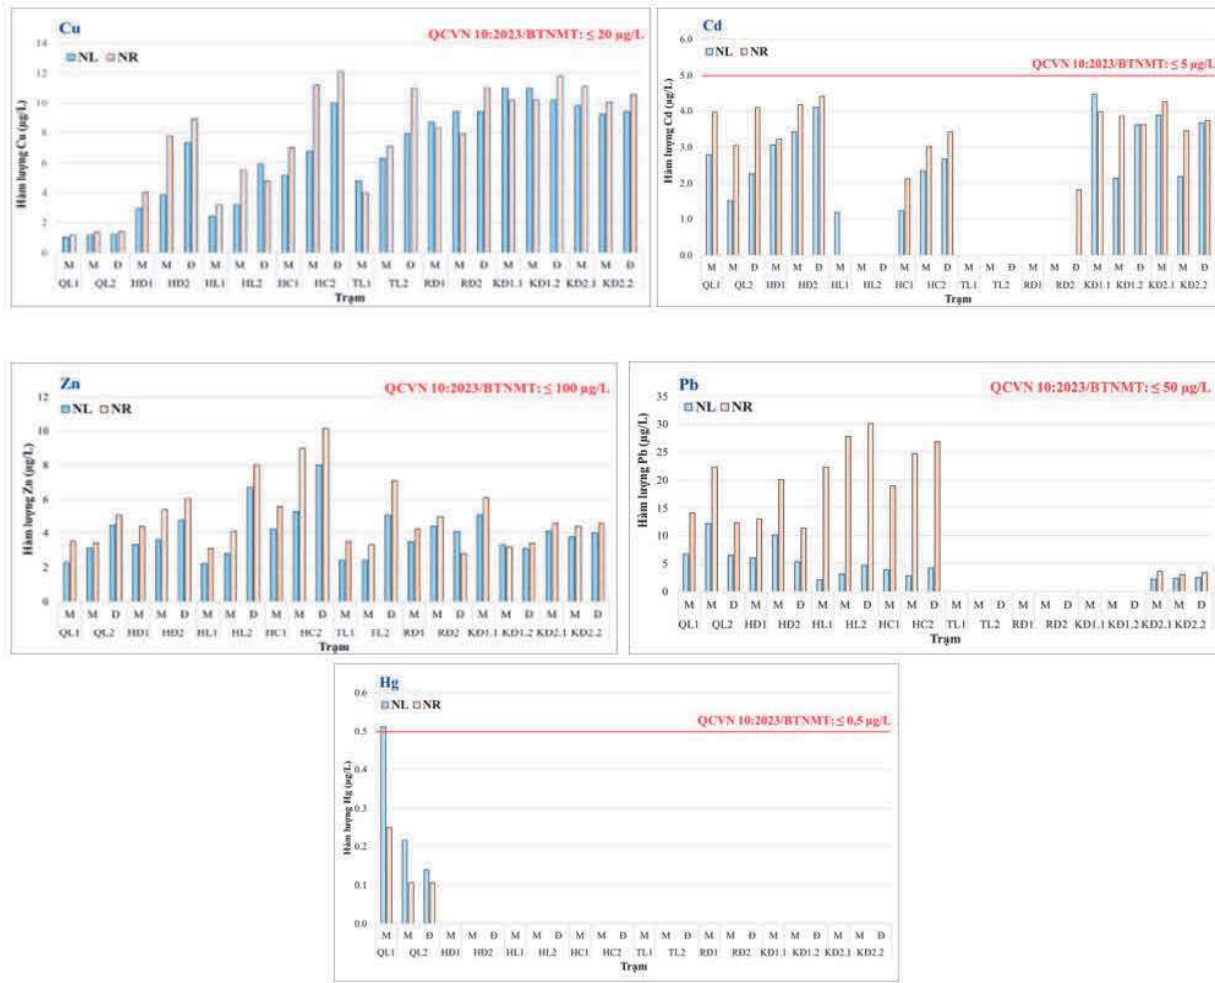 Cu
QCVN 10:2023/BTNMT: ≤ 20 µg/L
NL NR
Hàm lượng Cu (µg/L)
14
12
10
8
6
4
2
0
M M Đ M M Đ M M Đ M M Đ M M Đ M M Đ M M Đ M M Đ
QL1 QL2 HĐ1 HĐ2 HL1 HL2 HC1 HC2 TL1 TL2 RĐ1 RĐ2 KĐ1.1 KĐ1.2 KĐ2.1 KĐ2.2
Trạm
Cd
QCVN 10:2023/BTNMT: ≤ 5 µg/L
NL NR
Hàm lượng Cd (µg/L)
6.0
5.0
4.0
3.0
2.0
1.0
0.0
M M Đ M M Đ M M Đ M M Đ M M Đ M M Đ M M Đ M M Đ
QL1 QL2 HĐ1 HĐ2 HL1 HL2 HC1 HC2 TL1 TL2 RĐ1 RĐ2 KĐ1.1 KĐ1.2 KĐ2.1 KĐ2.2
Trạm
Zn
QCVN 10:2023/BTNMT: ≤ 100 µg/L
NL NR
Hàm lượng Zn (µg/L)
12
10
8
6
4
2
0
M M Đ M M Đ M M Đ M M Đ M M Đ M M Đ M M Đ M M Đ
QL1 QL2 HĐ1 HĐ2 HL1 HL2 HC1 HC2 TL1 TL2 RĐ1 RĐ2 KĐ1.1 KĐ1.2 KĐ2.1 KĐ2.2
Trạm
Pb
QCVN 10:2023/BTNMT: ≤ 50 µg/L
NL NR
Hàm lượng Pb (µg/L)
35
30
25
20
15
10
5
0
M M Đ M M Đ M M Đ M M Đ M M Đ M M Đ M M Đ M M Đ
QL1 QL2 HĐ1 HĐ2 HL1 HL2 HC1 HC2 TL1 TL2 RĐ1 RĐ2 KĐ1.1 KĐ1.2 KĐ2.1 KĐ2.2
Trạm
Hg
NL NR
QCVN 10:2023/BTNMT: ≤ 0,5 µg/L
Hàm lượng Hg (µg/L)
0.6
0.5
0.4
0.3
0.2
0.1
0.0
M M Đ M M Đ M M Đ M M Đ M M Đ M M Đ M M Đ M M Đ
QL1 QL2 HĐ1 HĐ2 HL1 HL2 HC1 HC2 TL1 TL2 RĐ1 RĐ2 KĐ1.1 KĐ1.2 KĐ2.1 KĐ2.2
Trạm